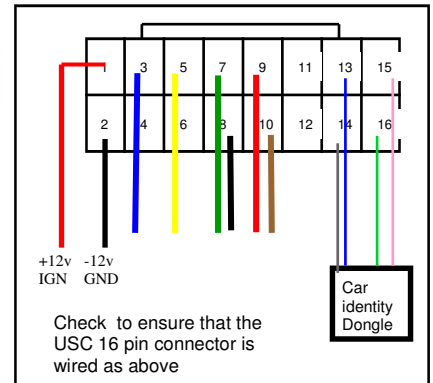 1 3 5 7 9 11 13 15
2 4 6 8 10 12 14 16
+12v -12v
IGN GND
Car
identity
Dongle
Check to ensure that the
USC 16 pin connector is
wired as above